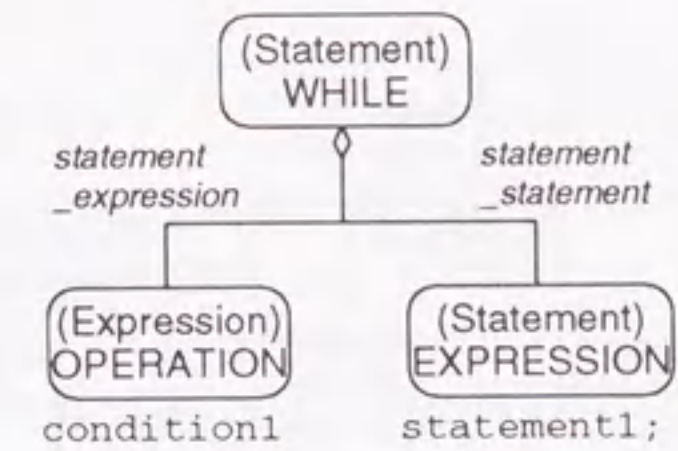 (Statement)
WHILE
statement
_expression
statement
_statement
(Expression)
OPERATION
(Statement)
EXPRESSION
condition1
statement1;